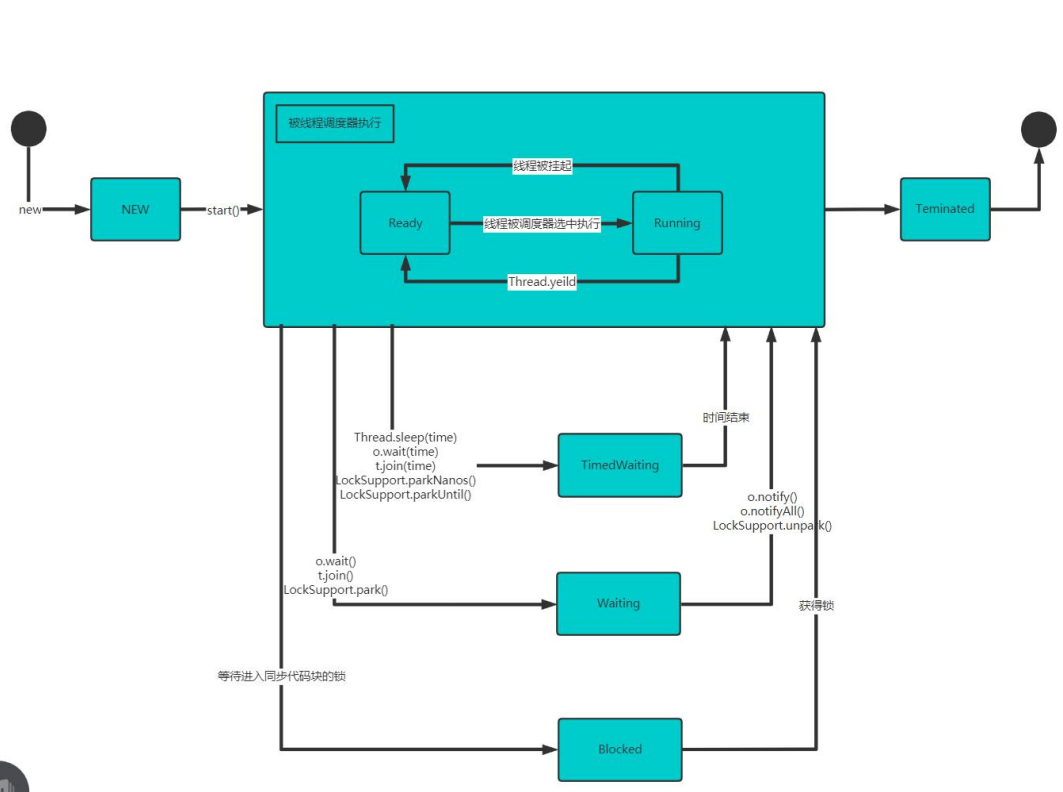 被线程调度器执行
线程被挂起
new
NEW
start()
Ready
线程被调度器选中执行
Running
Teminated
Thread.yeild
时间结束
Thread.sleep(time)
o.wait(time)
t.join(time)
LockSupport.parkNanos()
LockSupport.parkUntil()
TimedWaiting
o.notify()
o.notifyAll()
LockSupport.unpark()
o.wait()
t.join()
LockSupport.park()
Waiting
获得锁
等待进入同步代码块的锁
Blocked